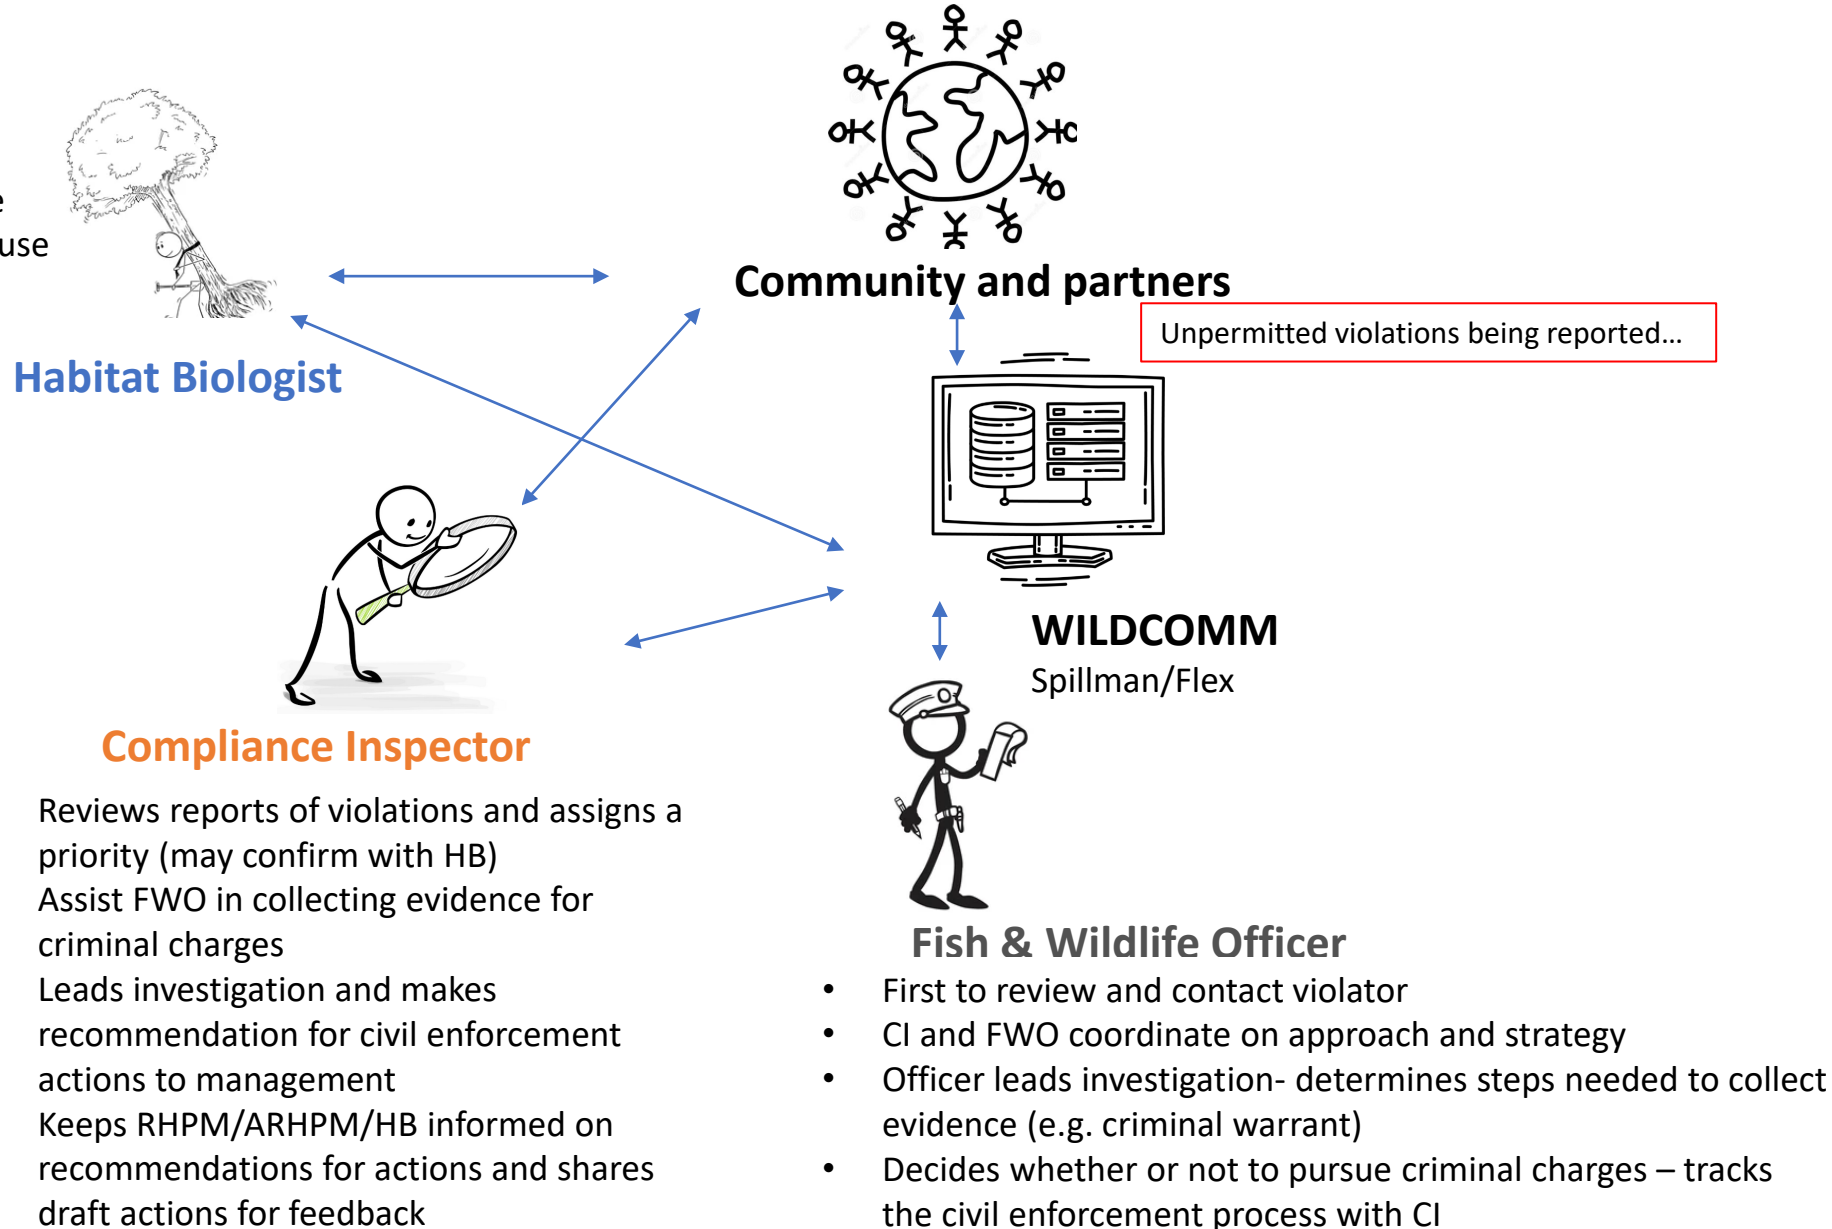 use
Community and partners
Unpermitted violations being reported...
Habitat Biologist
WILDCOMM
Spillman/Flex
Compliance Inspector
Reviews reports of violations and assigns a
priority (may confirm with HB)
Assist FWO in collecting evidence for
criminal charges
Leads investigation and makes
recommendation for civil enforcement
actions to management
Keeps RHPM/ARHPM/HB informed on
recommendations for actions and shares
draft actions for feedback
Fish & Wildlife Officer
• First to review and contact violator
• CI and FWO coordinate on approach and strategy
• Officer leads investigation- determines steps needed to collect
evidence (e.g. criminal warrant)
• Decides whether or not to pursue criminal charges – tracks
the civil enforcement process with CI